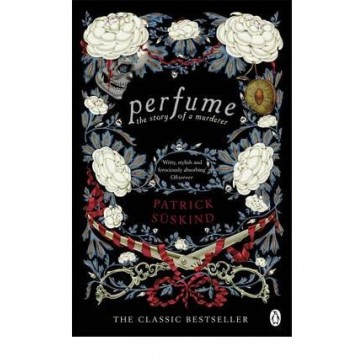 perfume
the story of a murderer
'Witty, stylish and
ferociously absorbing'
Observer
PATRICK
SÜSKIND
THE CLASSIC BESTSELLER